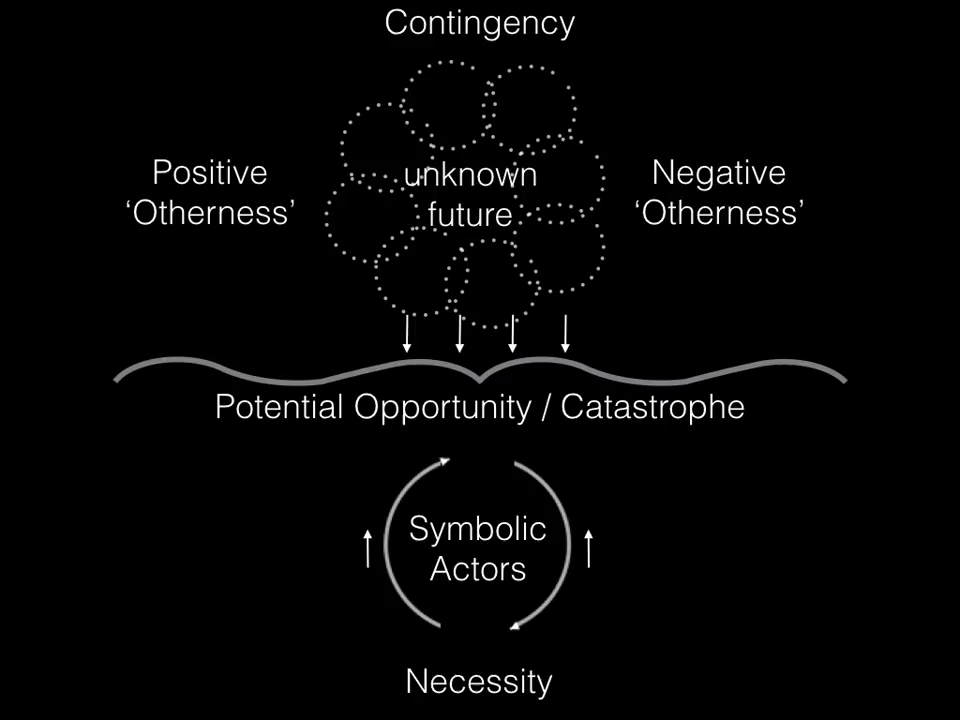 Contingency
Positive
‘Otherness’
unknown
future
Negative
‘Otherness’
Potential Opportunity / Catastrophe
Symbolic
Actors
Necessity